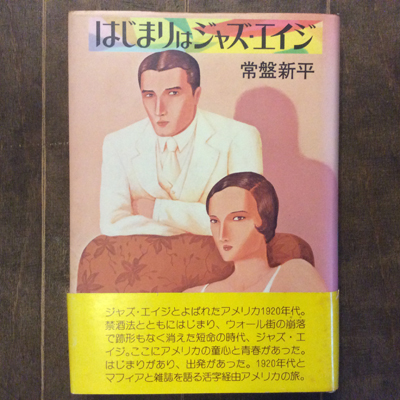 はじまりはジャズ・エイジ
常盤新平
ジャズ・エイジとよばれたアメリカ1920年代。
禁酒法とともにはじまり、ウォール街の崩落
で跡形もなく消えた短命の時代、ジャズ・エ
イジ。ここにアメリカの童心と青春があった。
はじまりがあり、出発があった。1920年代と
マフィアと雑誌を語る活字経由アメリカの旅。